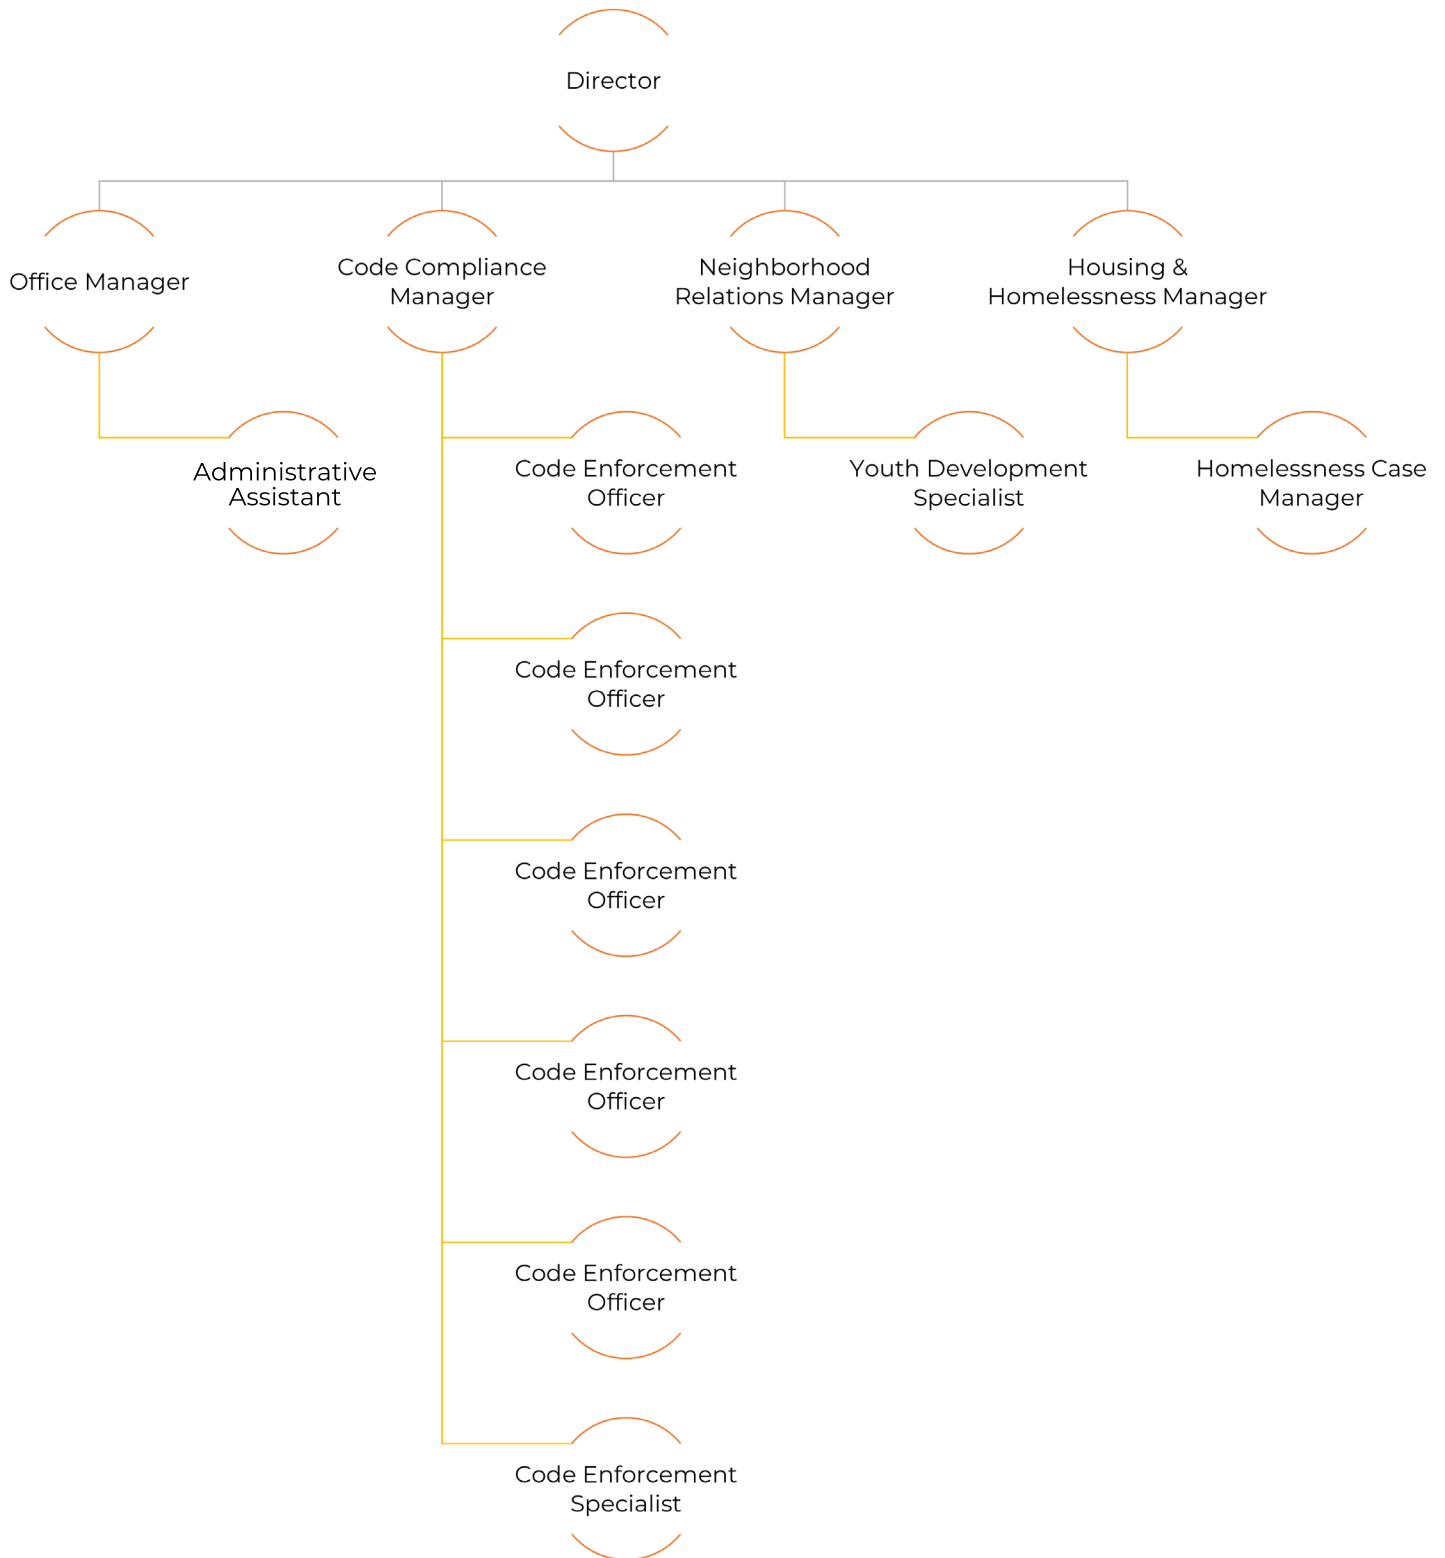 Director
Office Manager
Code Compliance
Manager
Neighborhood
Relations Manager
Housing &
Homelessness Manager
Administrative
Assistant
Code Enforcement
Officer
Youth Development
Specialist
Homelessness Case
Manager
Code Enforcement
Officer
Code Enforcement
Officer
Code Enforcement
Officer
Code Enforcement
Officer
Code Enforcement
Specialist